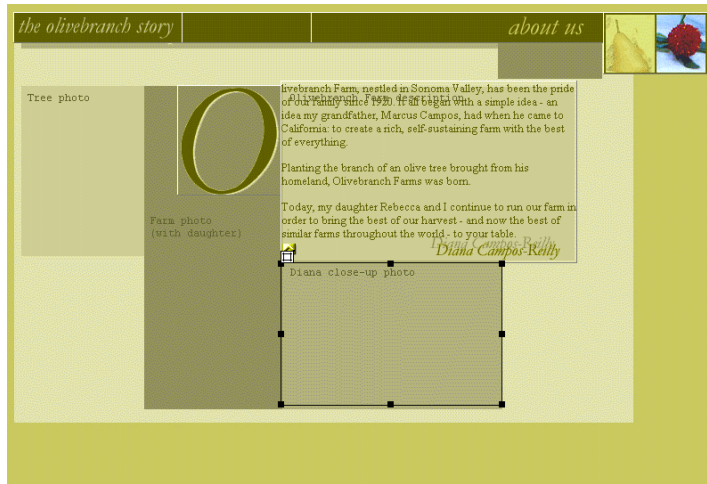 the olivebranch story
about us
Tree photo
O
Olivebranch Farm description
livebranch Farm, nestled in Sonoma Valley, has been the pride
of our family since 1920. It all began with a simple idea - an
idea my grandfather, Marcus Campos, had when he came to
California: to create a rich, self-sustaining farm with the best
of everything.
Planting the branch of an olive tree brought from his
homeland, Olivebranch Farms was born.
Today, my daughter Rebecca and I continue to run our farm in
order to bring the best of our harvest - and now the best of
similar farms throughout the world - to your table.
Diana Campos-Reilly
Diana Campos-Reilly
Farm photo
(with daughter)
Diana close-up photo